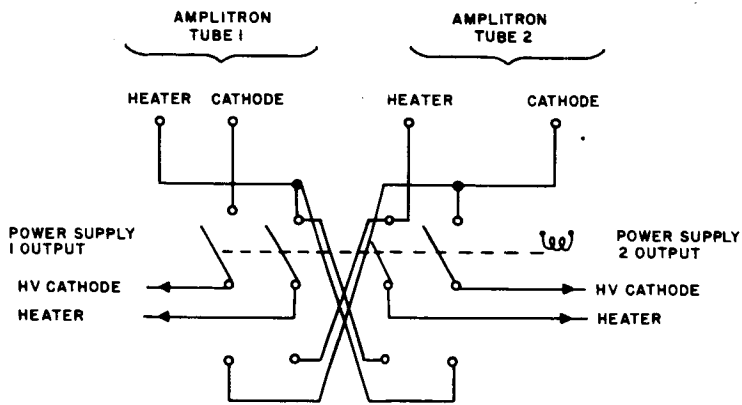 AMPLITRON
TUBE 1
AMPLITRON
TUBE 2
HEATER
CATHODE
HEATER
CATHODE
POWER SUPPLY
1 OUTPUT
POWER SUPPLY
2 OUTPUT
HV CATHODE
HV CATHODE
HEATER
HEATER